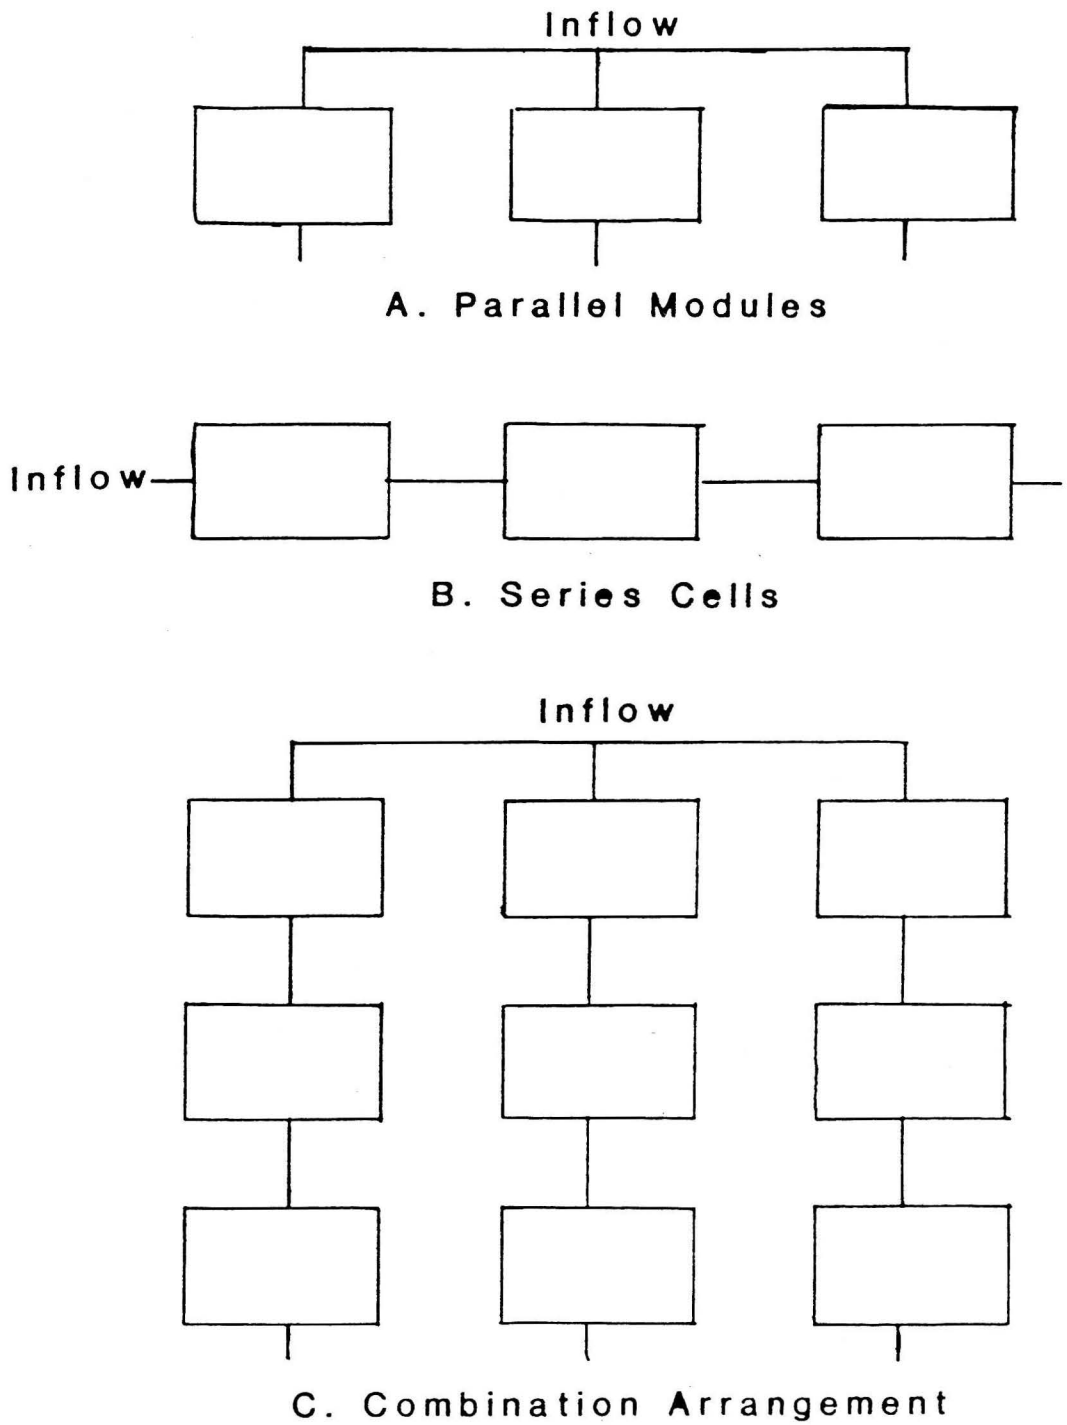 Inflow
A. Parallel Modules
Inflow
B. Series Cells
Inflow
C. Combination Arrangement